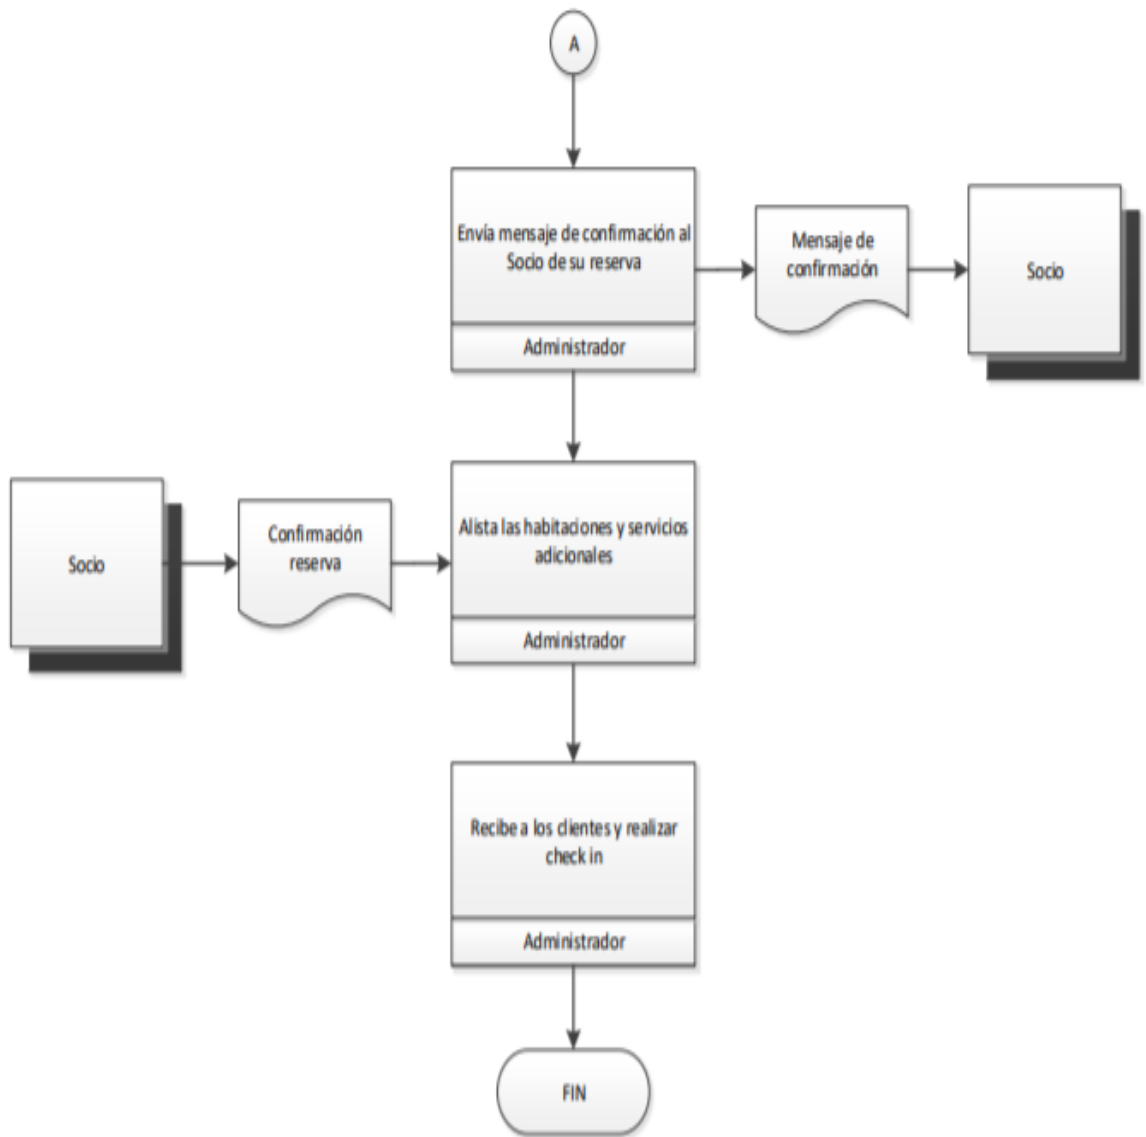 A
Envía mensaje de confirmación al
Socio de su reserva
Administrador
Mensaje de
confirmación
Socio
Socio
Confirmación
reserva
Alista las habitaciones y servicios
adicionales
Administrador
Recibe a los clientes y realizar
check in
Administrador
FIN